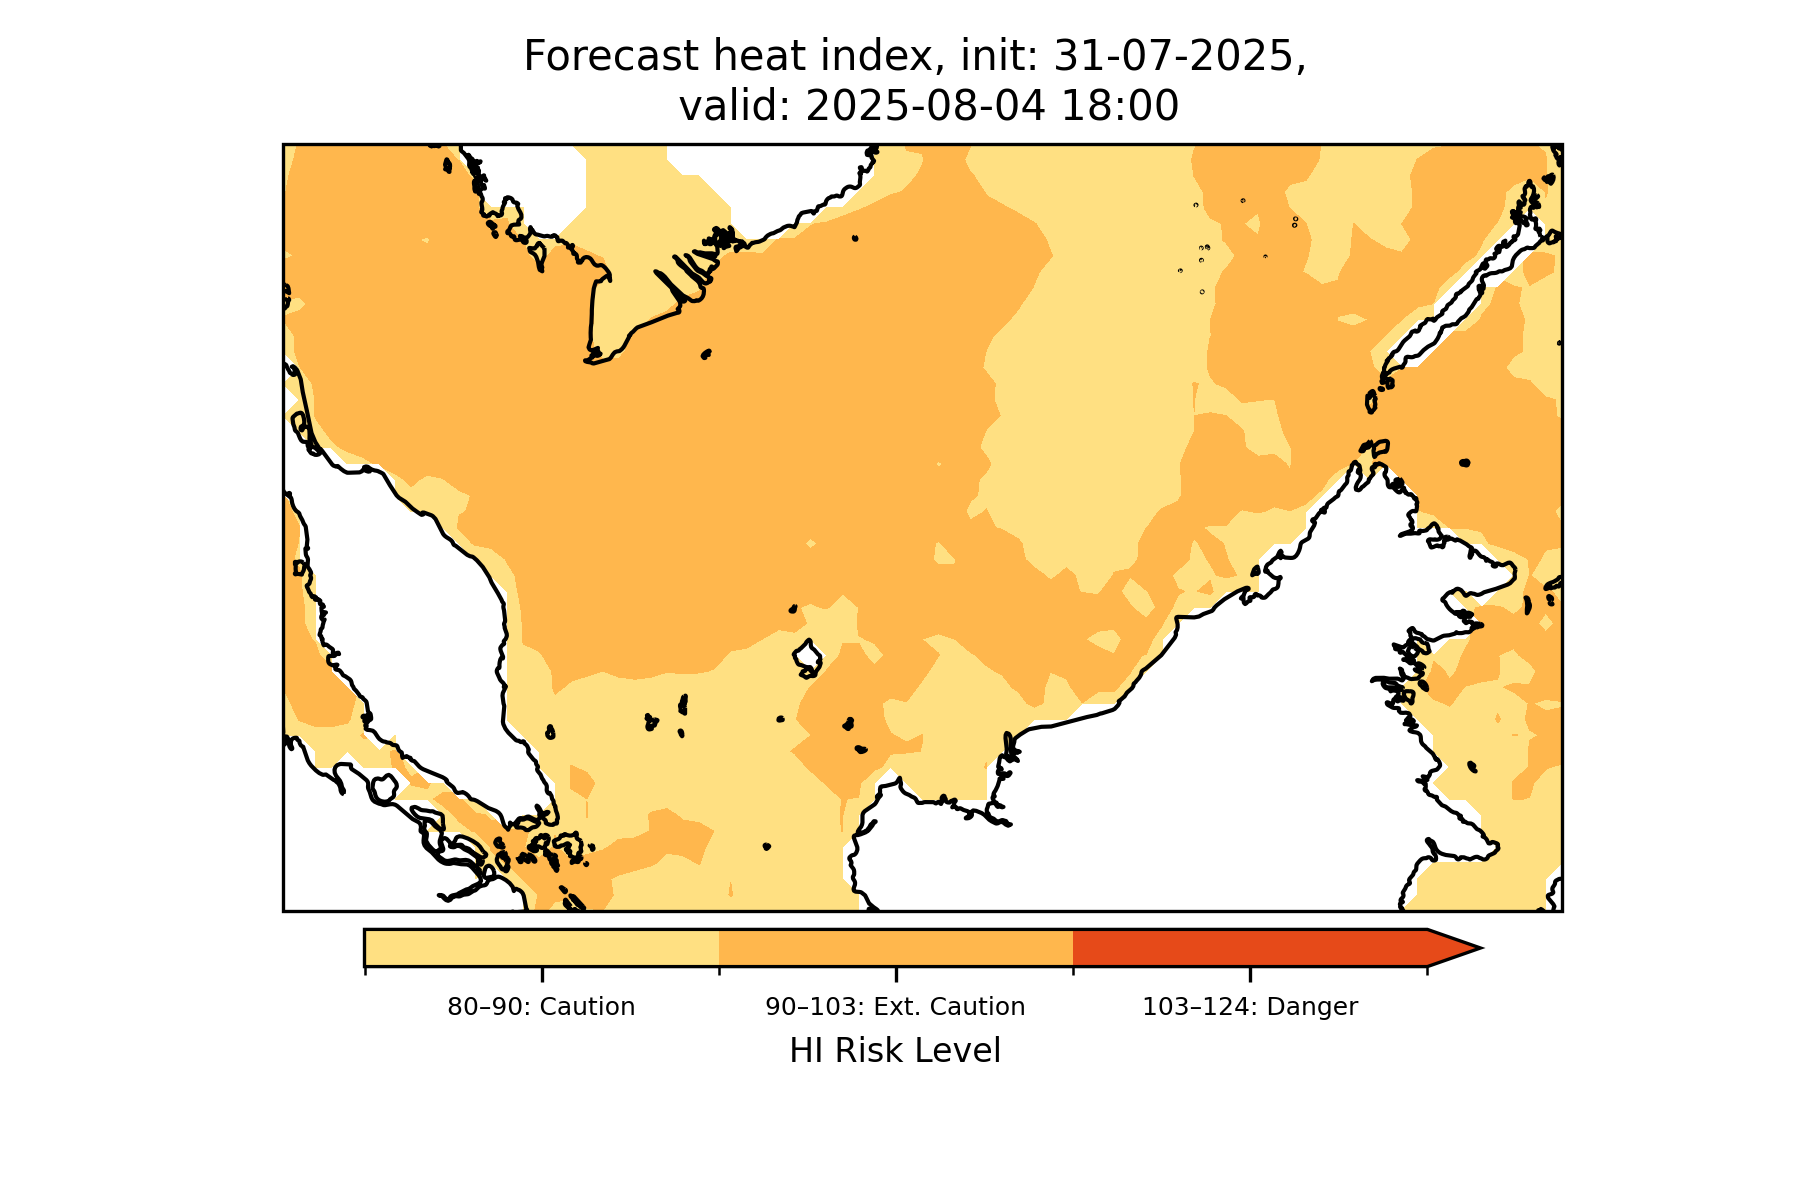 Forecast heat index, init: 31-07-2025,
valid: 2025-08-04 18:00
80–90: Caution
90–103: Ext. Caution
103–124: Danger
HI Risk Level